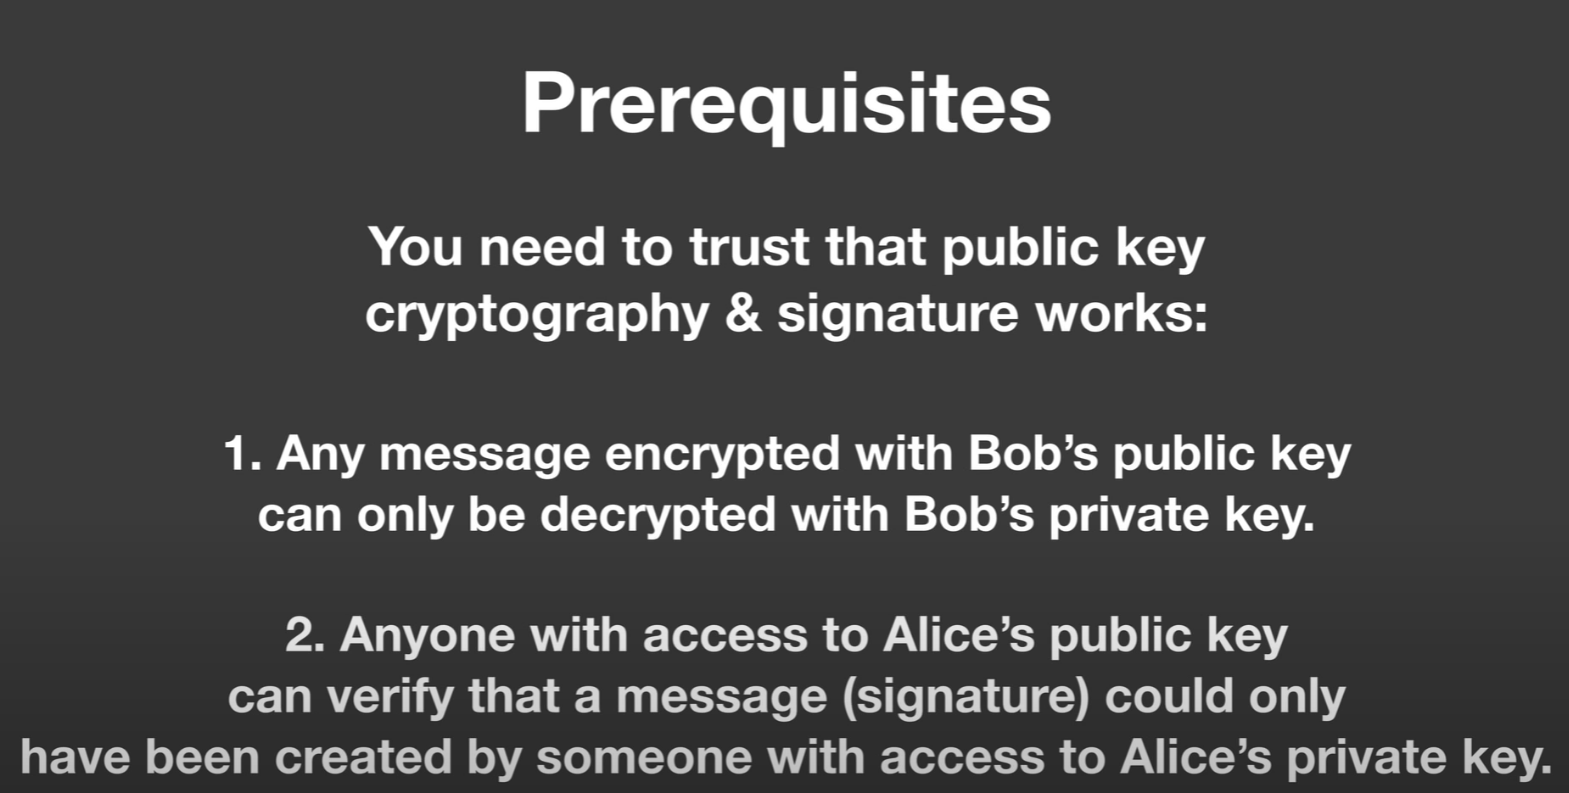 Prerequisites
You need to trust that public key
cryptography & signature works:
1. Any message encrypted with Bob’s public key
can only be decrypted with Bob’s private key.
2. Anyone with access to Alice’s public key
can verify that a message (signature) could only
have been created by someone with access to Alice’s private key.